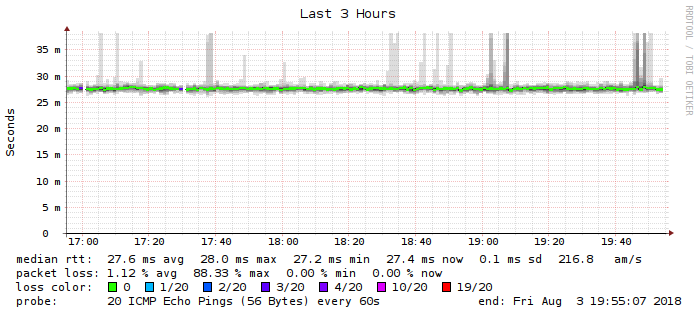 Last 3 Hours
RRDTOOL / TOBI OETIKER
Seconds
35 m
30 m
25 m
20 m
15 m
10 m
5 m
0
17:00 17:20 17:40 18:00 18:20 18:40 19:00 19:20 19:40
median rtt: 27.6 ms avg 28.0 ms max 27.2 ms min 27.4 ms now 0.1 ms sd 216.8 am/s
packet loss: 1.12 % avg 88.33 % max 0.00 % min 0.00 % now
loss color: 0 1/20 2/20 3/20 4/20 10/20 19/20
probe: 20 ICMP Echo Pings (56 Bytes) every 60s end: Fri Aug 3 19:55:07 2018